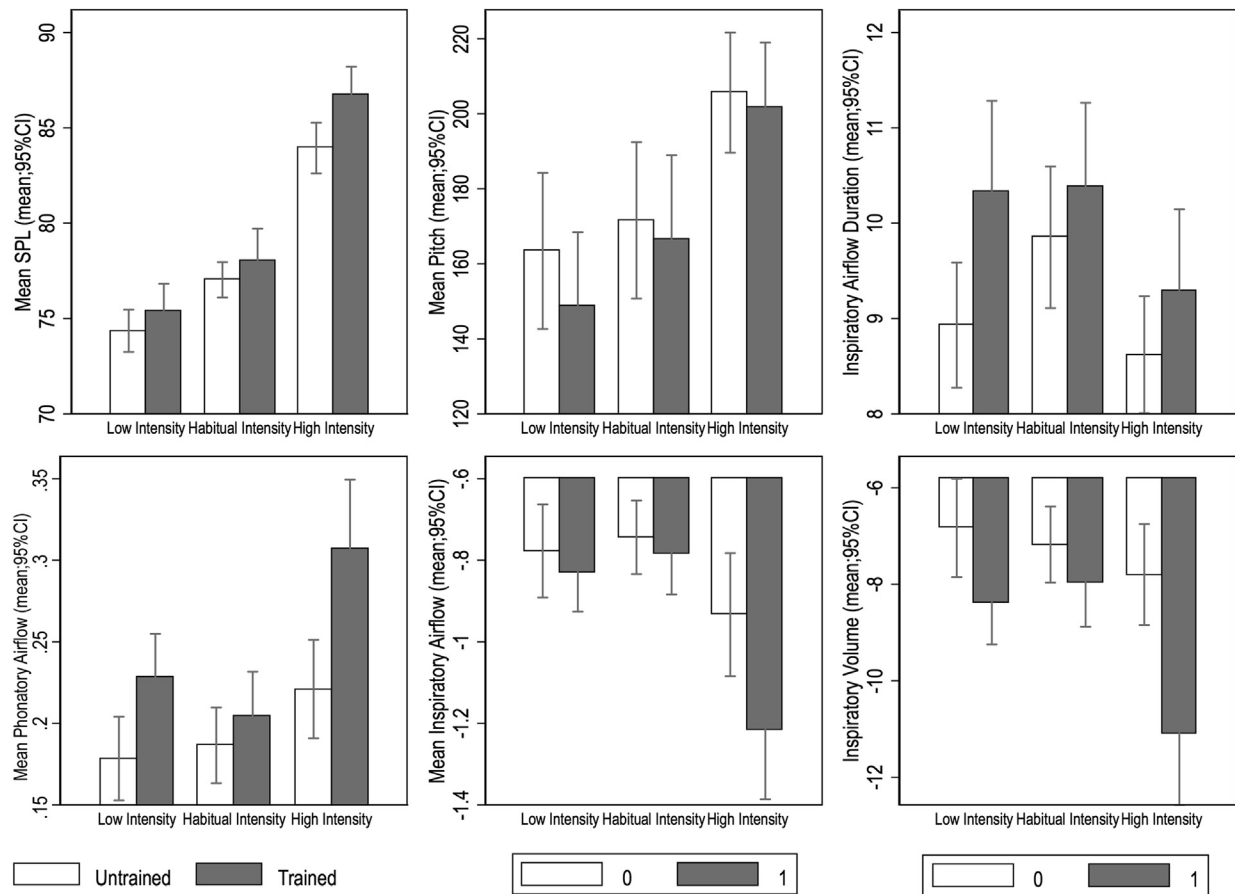 Mean SPL (mean;95%CI)
90
85
80
75
70
Low Intensity Habitual Intensity High Intensity
Mean Pitch (mean;95%CI)
220
200
180
160
140
120
Low Intensity Habitual Intensity High Intensity
Inspiratory Airflow Duration (mean;95%CI)
12
11
10
9
8
Low Intensity Habitual Intensity High Intensity
Mean Phonatory Airflow (mean;95%CI)
.35
.3
.25
.2
.15
Low Intensity Habitual Intensity High Intensity
Mean Inspiratory Airflow (mean;95%CI)
-.6
-.8
-1
-1.2
-1.4
Low Intensity Habitual Intensity High Intensity
Inspiratory Volume (mean;95%CI)
-6
-8
-10
-12
Low Intensity Habitual Intensity High Intensity
Untrained Trained
0 1
0 1